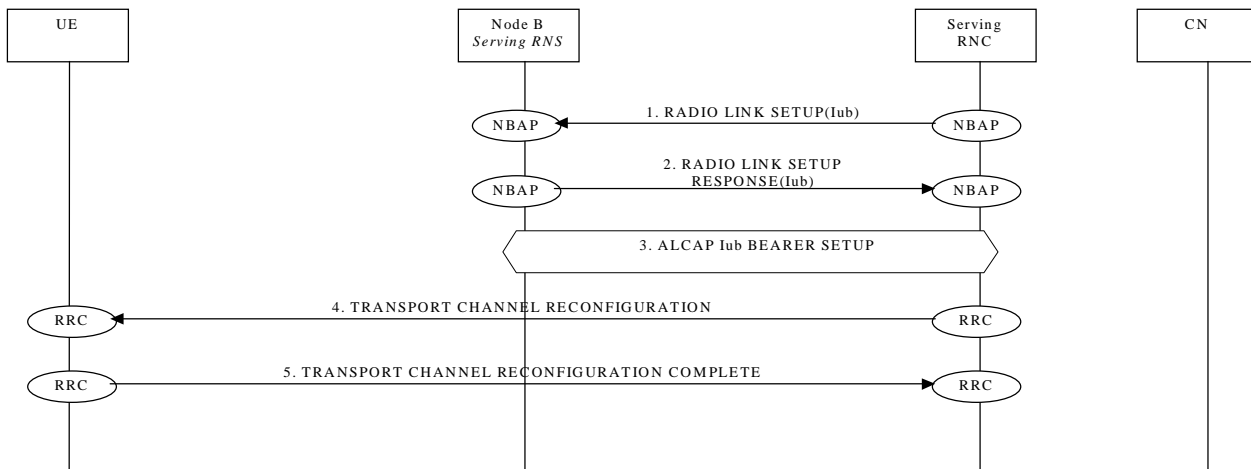 UE
Node B
Serving RNS
Serving
RNC
CN
1. RADIO LINK SETUP(Iub)
NBAP
NBAP
2. RADIO LINK SETUP
RESPONSE(Iub)
NBAP
NBAP
3. ALCAP Iub BEARER SETUP
4. TRANSPORT CHANNEL RECONFIGURATION
RRC
RRC
5. TRANSPORT CHANNEL RECONFIGURATION COMPLETE
RRC
RRC